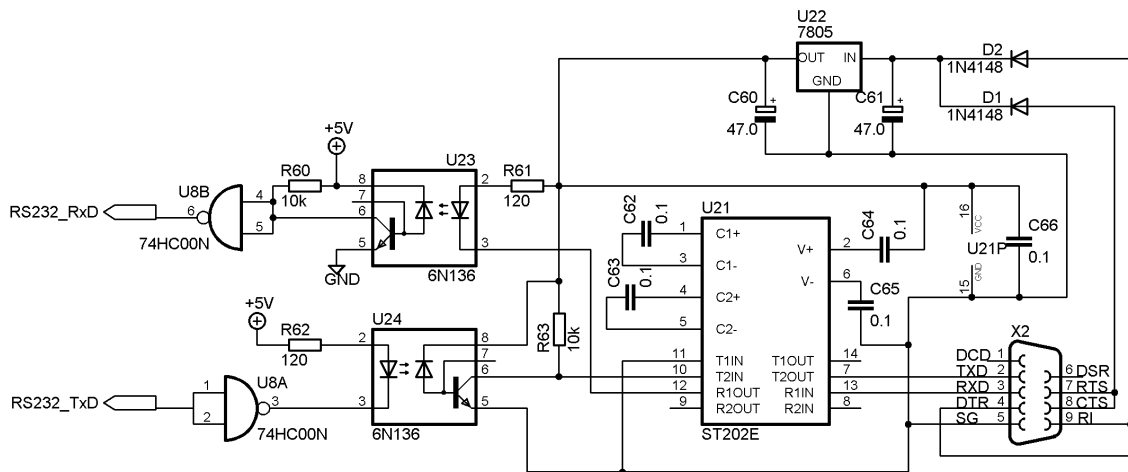 U22
7805
OUT
IN
GND
D2
1N4148
D1
1N4148
C60
+
47.0
C61
+
47.0
+5V
U8B
R60
10k
U23
R61
120
RS232_RxD
6
4
5
74HC00N
8
7
6
5
2
3
GND
6N136
C62
0.1
C63
0.1
U21
C1+
C1-
C2+
C2-
T1IN
T2IN
R1OUT
R2OUT
V+
V-
T1OUT
T2OUT
R1IN
R2IN
1
3
4
5
11
10
12
9
2
6
14
7
13
8
ST202E
C64
0.1
C65
0.1
16
VCC
U21P
GND
15
C66
0.1
+5V
R62
120
U24
2
3
8
7
6
5
6N136
R63
10k
U8A
RS232_TxD
1
2
3
74HC00N
X2
DCD 1
TXD 2
RXD 3
DTR 4
SG 5
6 DSR
7 RTS
8 CTS
9 RI